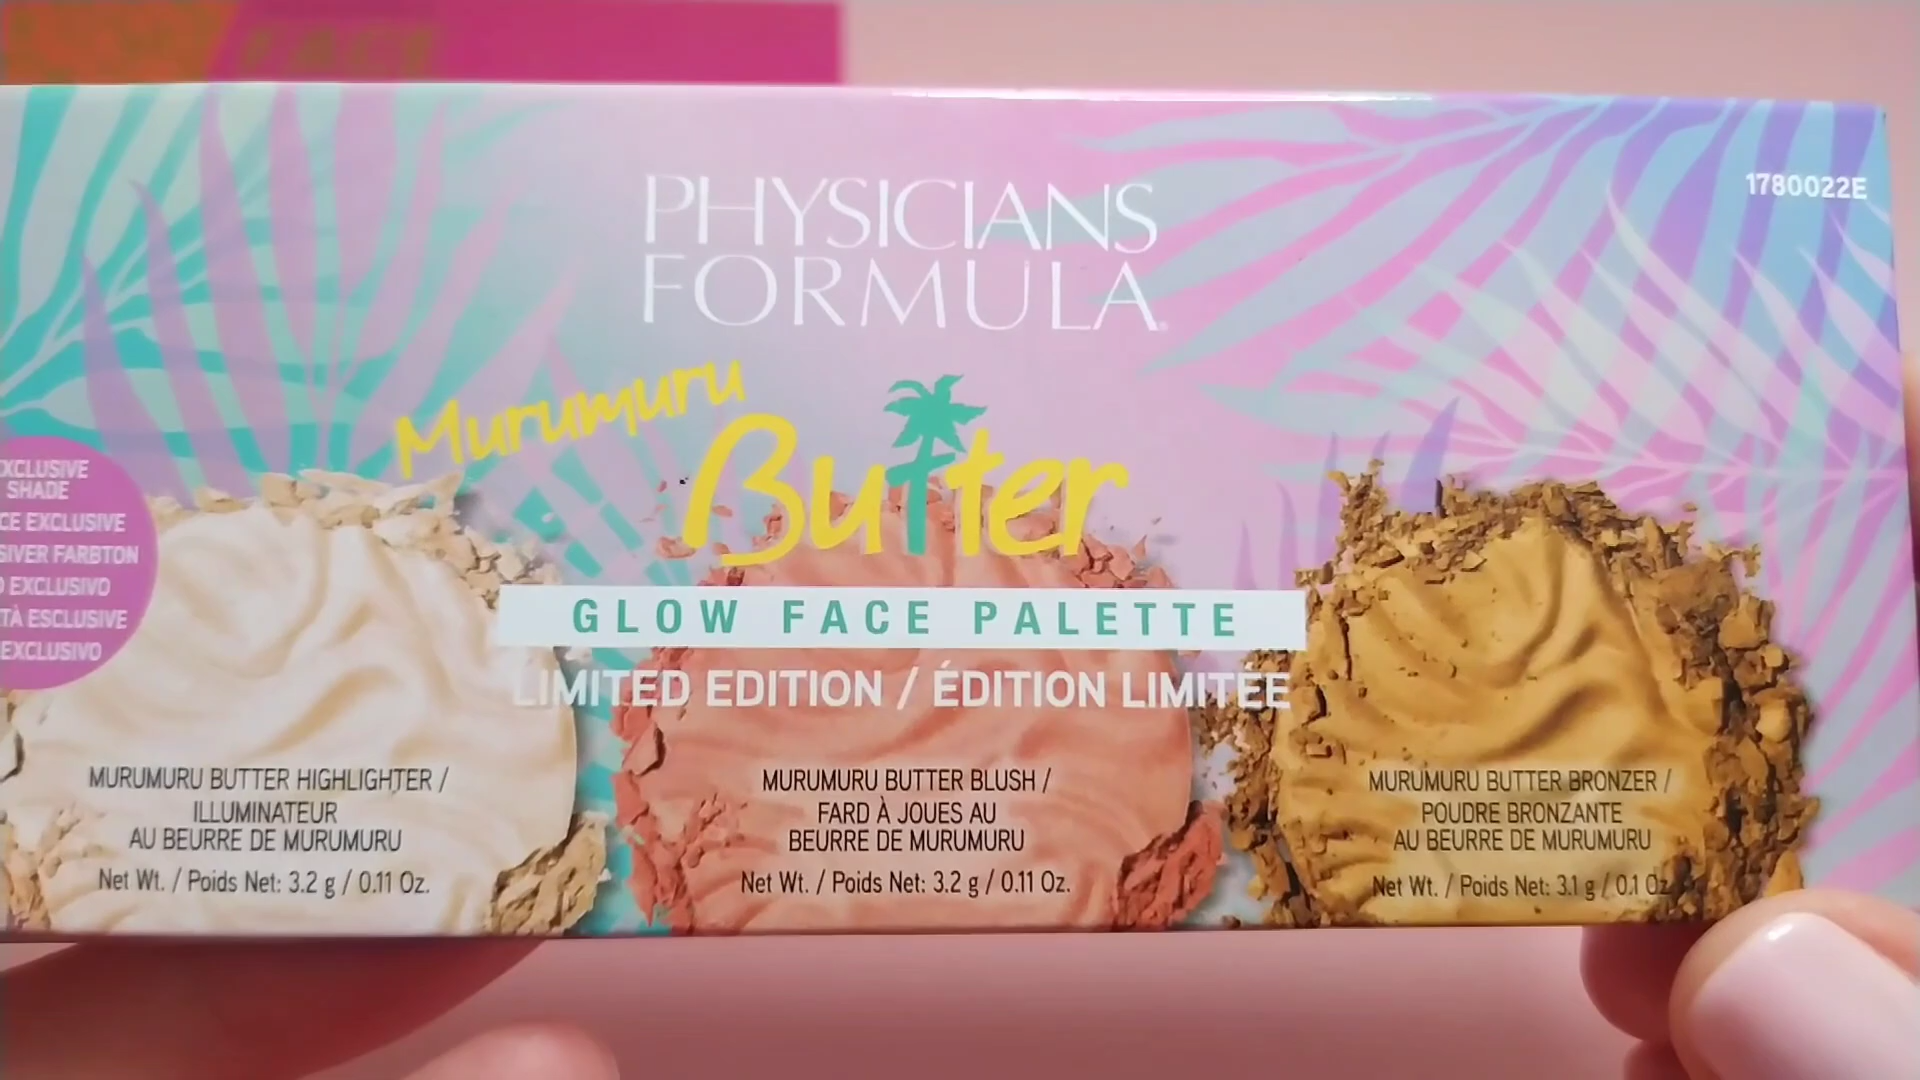 FACE
PHYSICIANS
FORMULA
1780022E
Murumuru
Butter
GLOW FACE PALETTE
LIMITED EDITION / ÉDITION LIMITÉE
XCLUSIVE
SHADE
CE EXCLUSIVE
SIVER FARBTON
EXCLUSIVO
TÀ ESCLUSIVE
EXCLUSIVO
MURUMURU BUTTER HIGHLIGHTER /
ILLUMINATEUR
AU BEURRE DE MURUMURU
Net Wt. / Poids Net: 3.2 g / 0.11 Oz.
MURUMURU BUTTER BLUSH /
FARD À JOUES AU
BEURRE DE MURUMURU
Net Wt. / Poids Net: 3.2 g / 0.11 Oz.
MURUMURU BUTTER BRONZER /
POUDRE BRONZANTE
AU BEURRE DE MURUMURU
Net Wt. / Poids Net: 3.1 g / 0.1 Oz